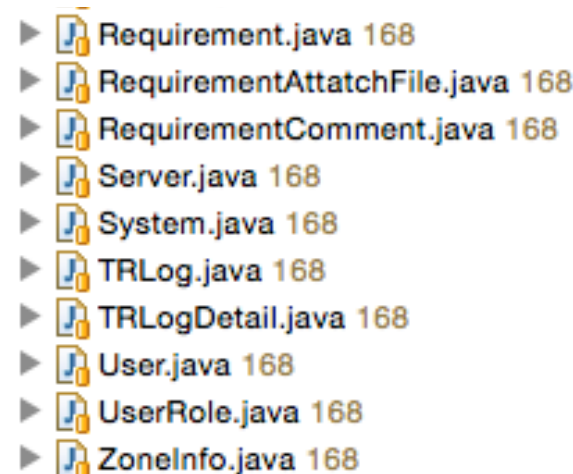 Requirement.java 168
RequirementAttatchFile.java 168
RequirementComment.java 168
Server.java 168
System.java 168
TRLog.java 168
TRLogDetail.java 168
User.java 168
UserRole.java 168
ZoneInfo.java 168